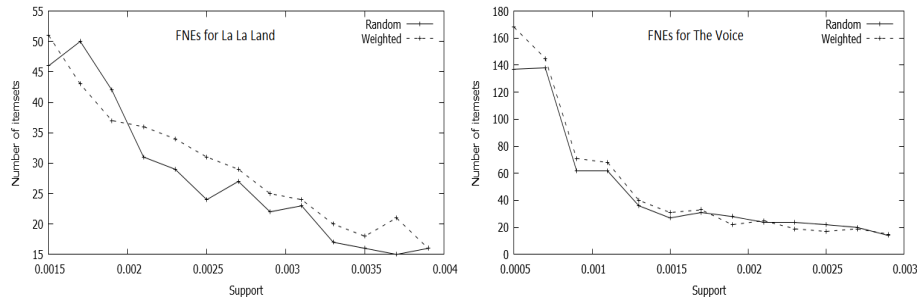 FNEs for La La Land
Random
Weighted
Number of itemsets
55
50
45
40
35
30
25
20
15
0.0015 0.002 0.0025 0.003 0.0035 0.004
Support
FNEs for The Voice
Random
Weighted
Number of itemsets
180
160
140
120
100
80
60
40
20
0
0.0005 0.001 0.0015 0.002 0.0025 0.003
Support